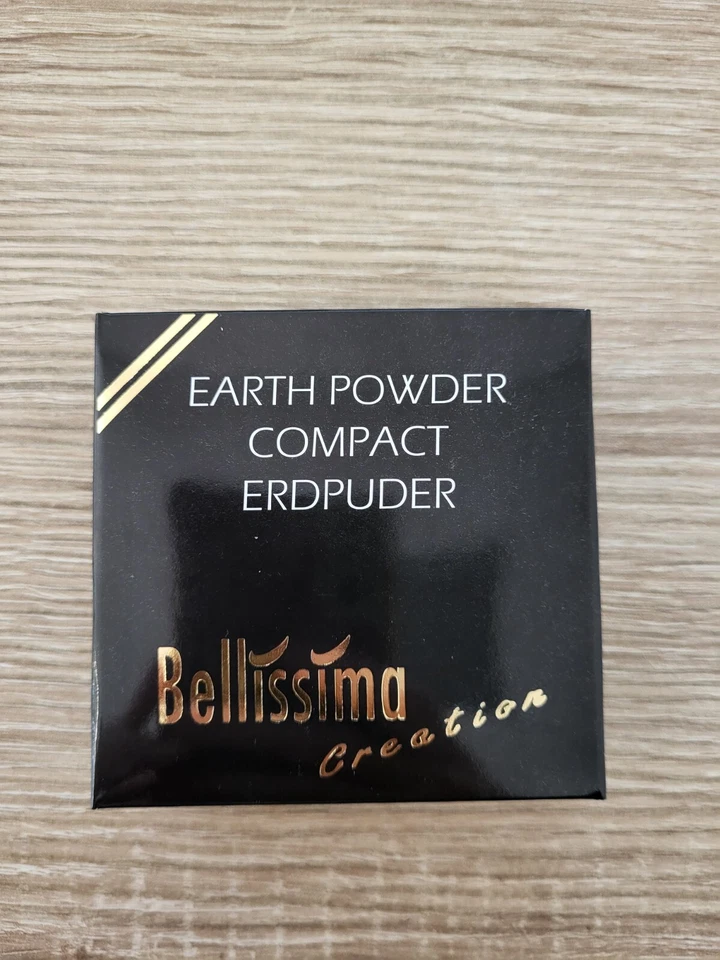 EARTH POWDER
COMPACT
ERDPUDER
Bellissima
Creation